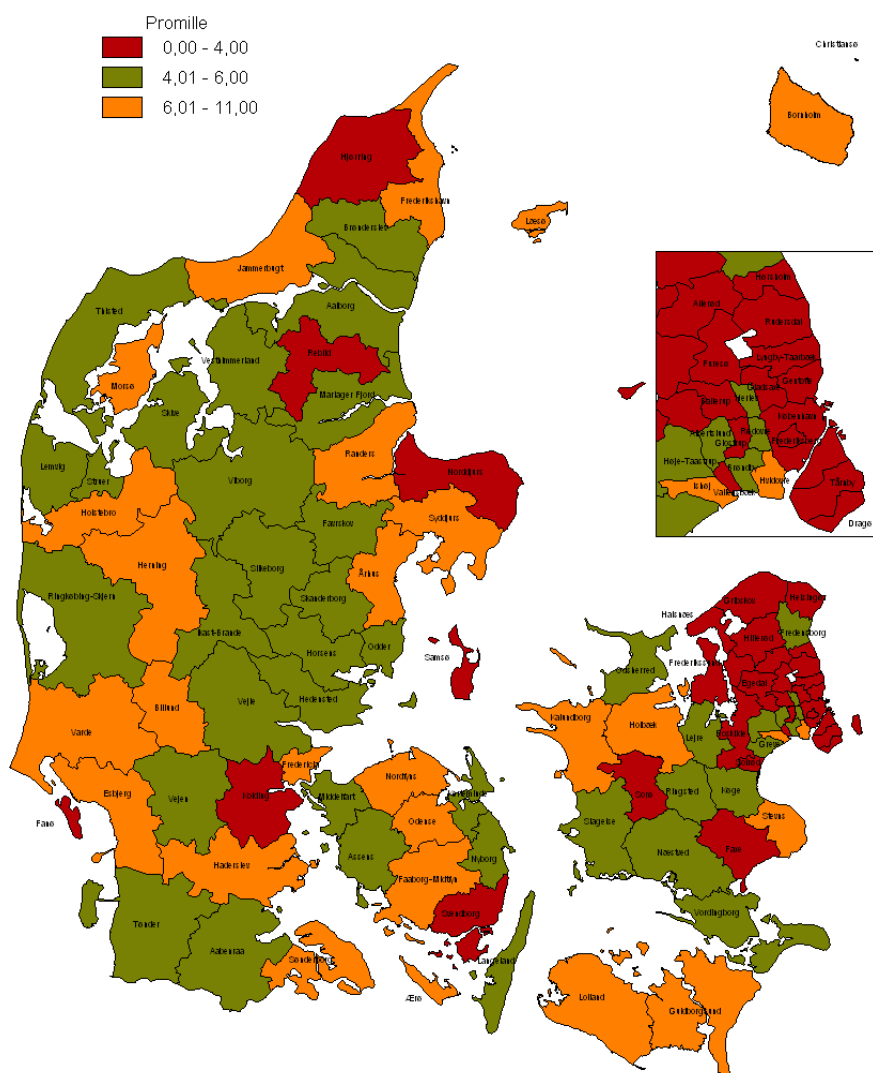 Promille
0,00 - 4,00
4,01 - 6,00
6,01 - 11,00
Christiansø
Bornholm
Hjørring
Frederikshavn
Læsø
Brønderslev
Jammerbugt
Thisted
Aalborg
Vesthimmerland
Rebild
Morsø
Mariager Fjord
Skive
Randers
Norddjurs
Lemvig
Struer
Viborg
Holstebro
Favrskov
Syddjurs
Herning
Silkeborg
Århus
Ringkøbing-Skjern
Skanderborg
Ikast-Brande
Horsens
Odder
Samsø
Hedensted
Vejle
Billund
Varde
Fredericia
Esbjerg
Vejen
Kolding
Fanø
Middelfart
Nordfyns
Kerteminde
Odense
Assens
Nyborg
Haderslev
Faaborg-Midtfyn
Svendborg
Tønder
Aabenraa
Sønderborg
Langeland
Ærø
Hørsholm
Allerød
Rudersdal
Furesø
Lyngby-Taarbæk
Gladsaxe
Gentofte
Ballerup
Herlev
København
Albertslund
Rødovre
Glostrup
Frederiksberg
Høje-Taastrup
Brøndby
Ishøj
Vallensbæk
Hvidovre
Tårnby
Dragør
Gribskov
Helsingør
Halsnæs
Hillerød
Fredensborg
Frederikssund
Odsherred
Egedal
Kalundborg
Holbæk
Lejre
Roskilde
Greve
Solrød
Sorø
Ringsted
Køge
Slagelse
Stevns
Næstved
Faxe
Vordingborg
Lolland
Guldborgsund